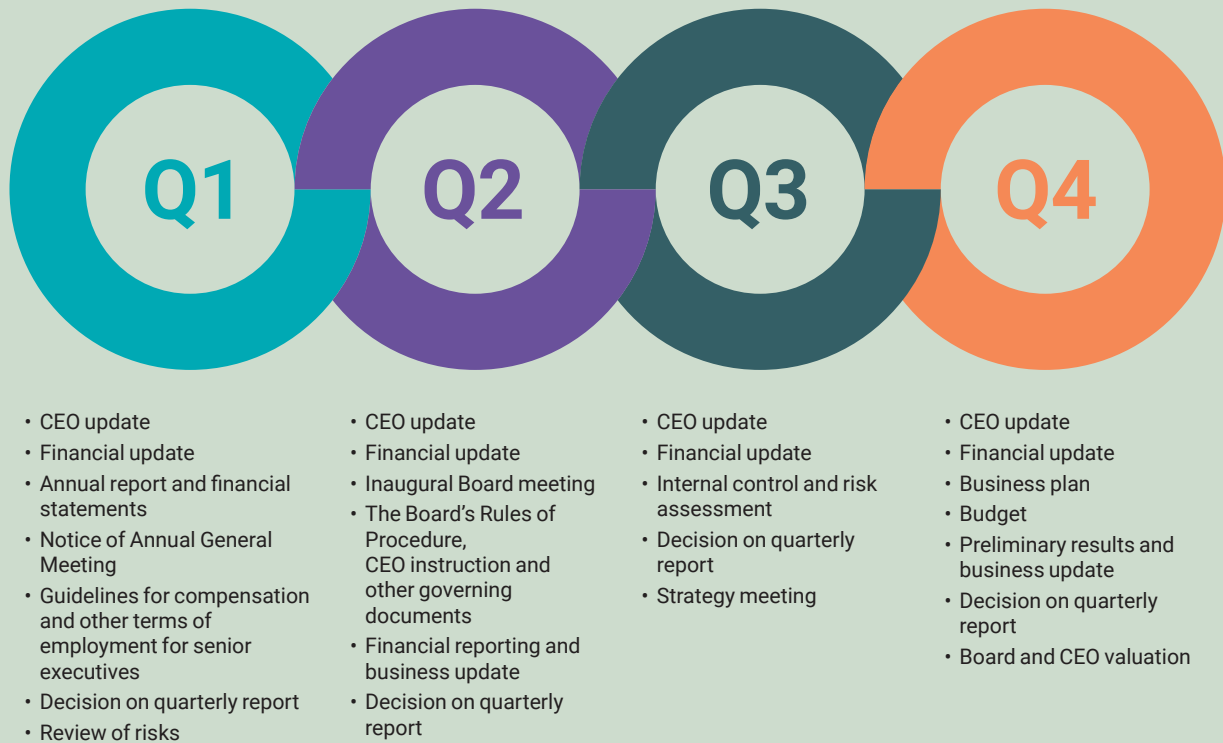 Q1
Q2
Q3
Q4
• CEO update
• Financial update
• Annual report and financial
statements
• Notice of Annual General
Meeting
• Guidelines for compensation
and other terms of
employment for senior
executives
• Decision on quarterly report
• Review of risks
• CEO update
• Financial update
• Inaugural Board meeting
• The Board’s Rules of
Procedure,
CEO instruction and
other governing
documents
• Financial reporting and
business update
• Decision on quarterly
report
• CEO update
• Financial update
• Internal control and risk
assessment
• Decision on quarterly
report
• Strategy meeting
• CEO update
• Financial update
• Business plan
• Budget
• Preliminary results and
business update
• Decision on quarterly
report
• Board and CEO valuation